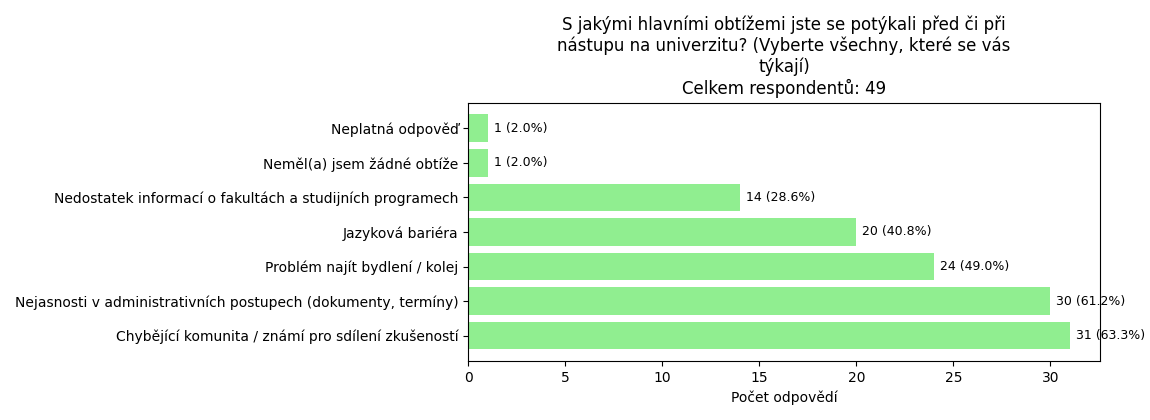 S jakými hlavními obtížemi jste se potýkali před či při
nástupu na univerzitu? (Vyberte všechny, které se vás
týkají)
Celkem respondentů: 49
Neplatná odpověď 1 (2.0%)
Neměl(a) jsem žádné obtíže 1 (2.0%)
Nedostatek informací o fakultách a studijních programech 14 (28.6%)
Jazyková bariéra 20 (40.8%)
Problém najít bydlení / kolej 24 (49.0%)
Nejasnosti v administrativních postupech (dokumenty, termíny) 30 (61.2%)
Chybějící komunita / známí pro sdílení zkušeností 31 (63.3%)
0 5 10 15 20 25 30
Počet odpovědí